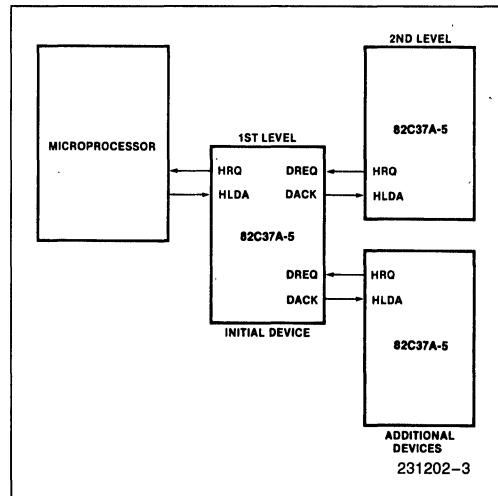 2ND LEVEL
82C37A-5
HRQ
HLDA
MICROPROCESSOR
1ST LEVEL
HRQ DREQ
HLDA DACK
82C37A-5
DREQ
DACK
INITIAL DEVICE
HRQ
HLDA
82C37A-5
ADDITIONAL
DEVICES
231202-3